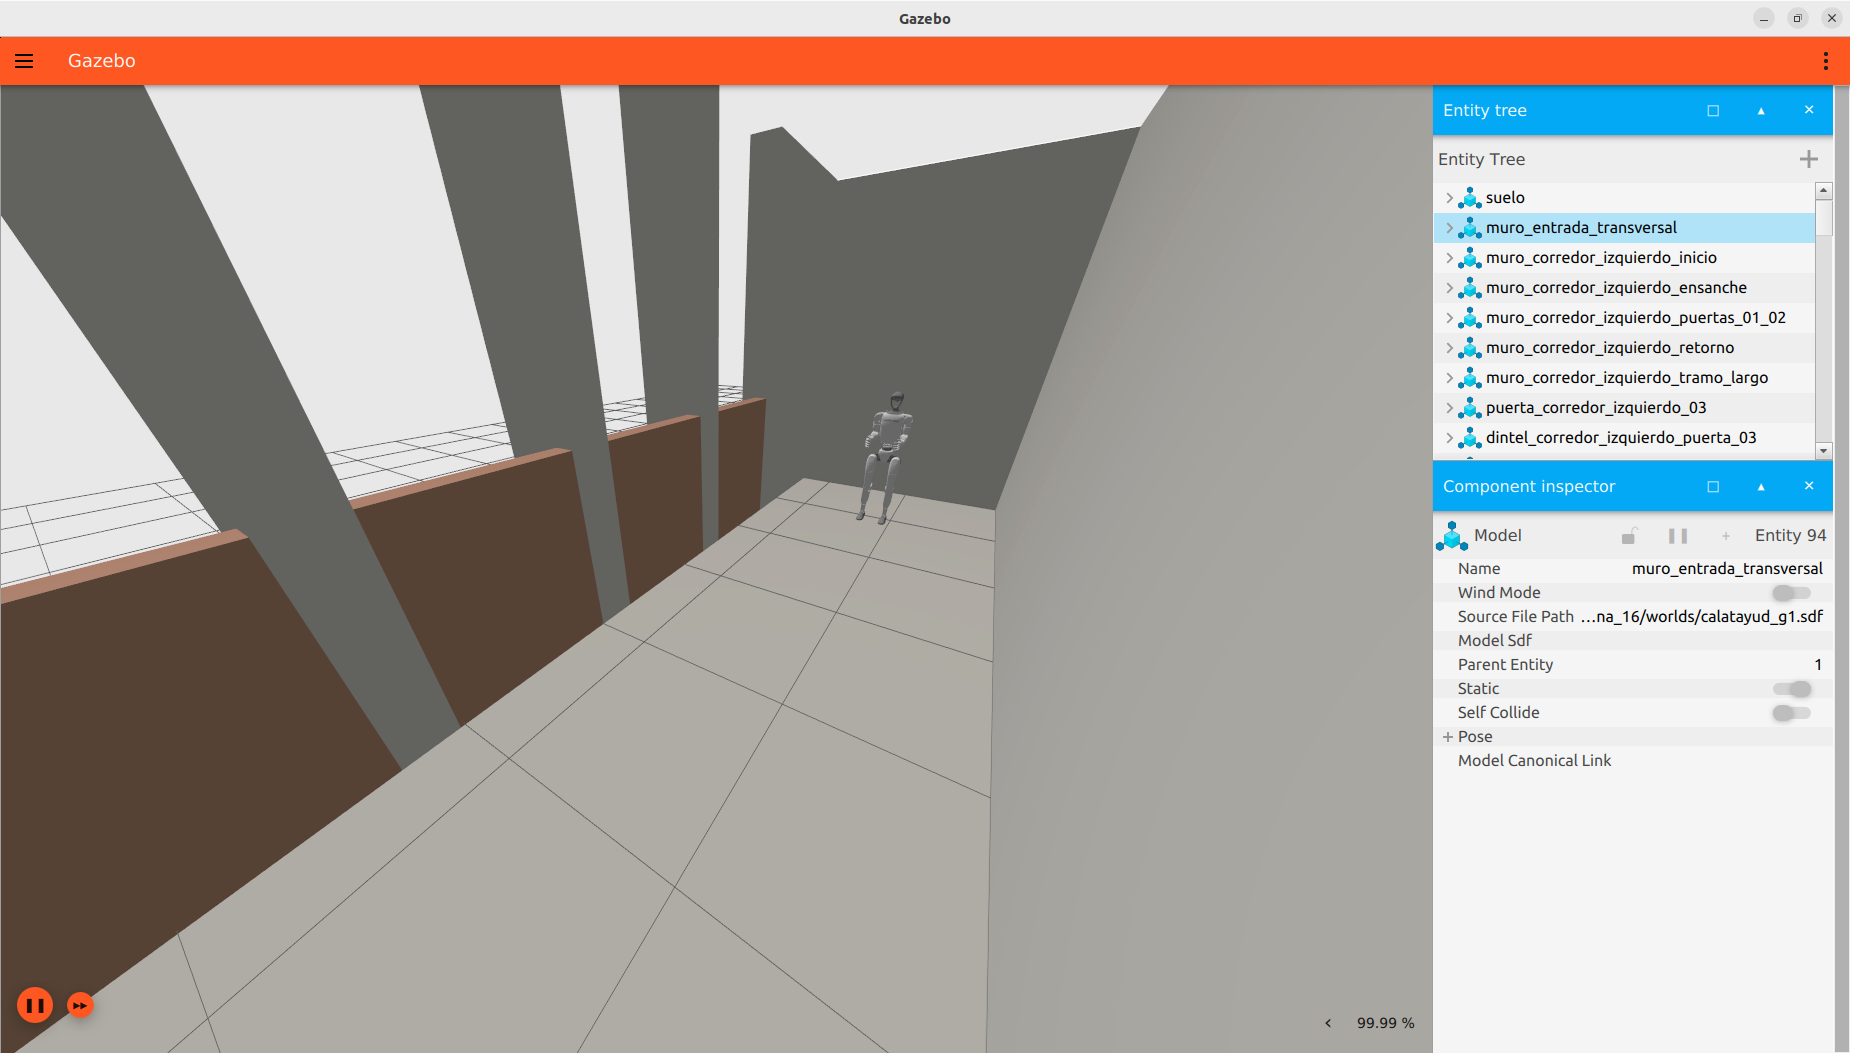 Gazebo
Gazebo
Entity tree
Entity Tree
suelo
muro_entrada_transversal
muro_corredor_izquierdo_inicio
muro_corredor_izquierdo_ensanche
muro_corredor_izquierdo_puertas_01_02
muro_corredor_izquierdo_retorno
muro_corredor_izquierdo_tramo_largo
puerta_corredor_izquierdo_03
dintel_corredor_izquierdo_puerta_03
Component inspector
Model Entity 94
Name muro_entrada_transversal
Wind Mode
Source File Path …na_16/worlds/calatayud_g1.sdf
Model Sdf
Parent Entity 1
Static
Self Collide
Pose
Model Canonical Link
99.99 %